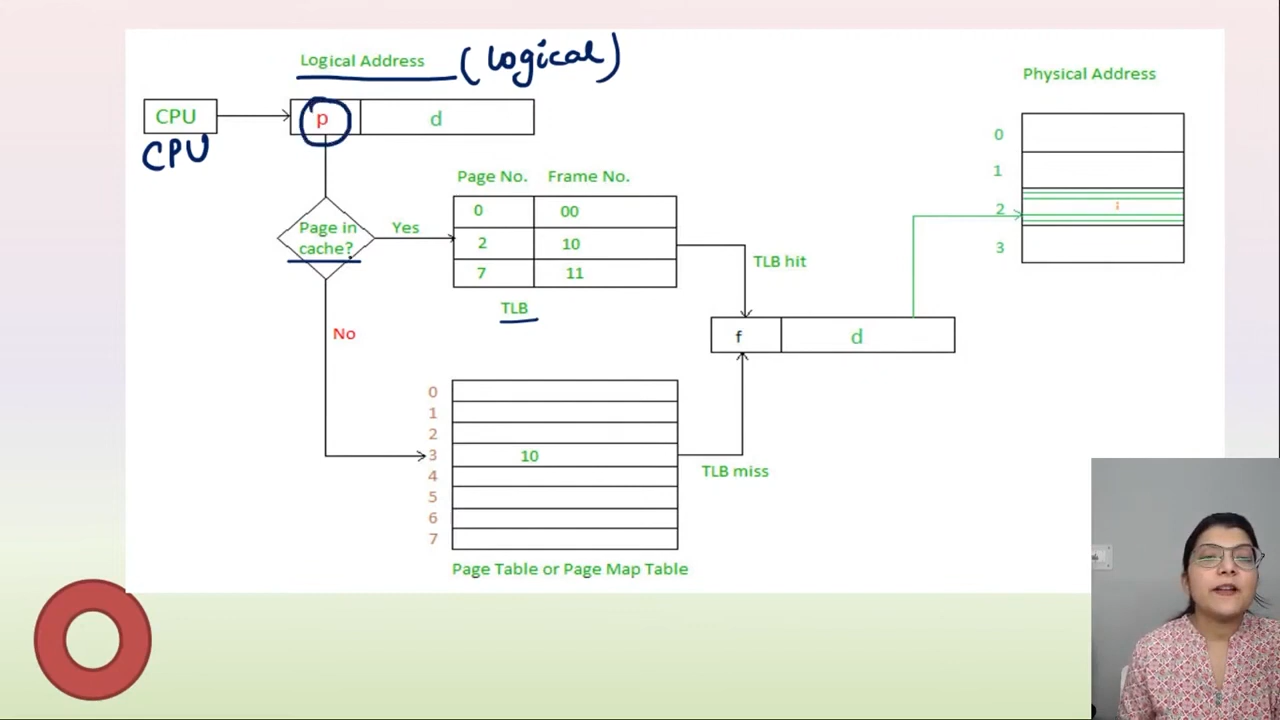 Logical Address (logical)
Physical Address
CPU p d
CPU
0
1
2
3
Page No. Frame No.
Page in
cache?
Yes
0 00
2 10
7 11
TLB hit
TLB
No
f d
0
1
2
3 10
4
5
6
7
TLB miss
Page Table or Page Map Table